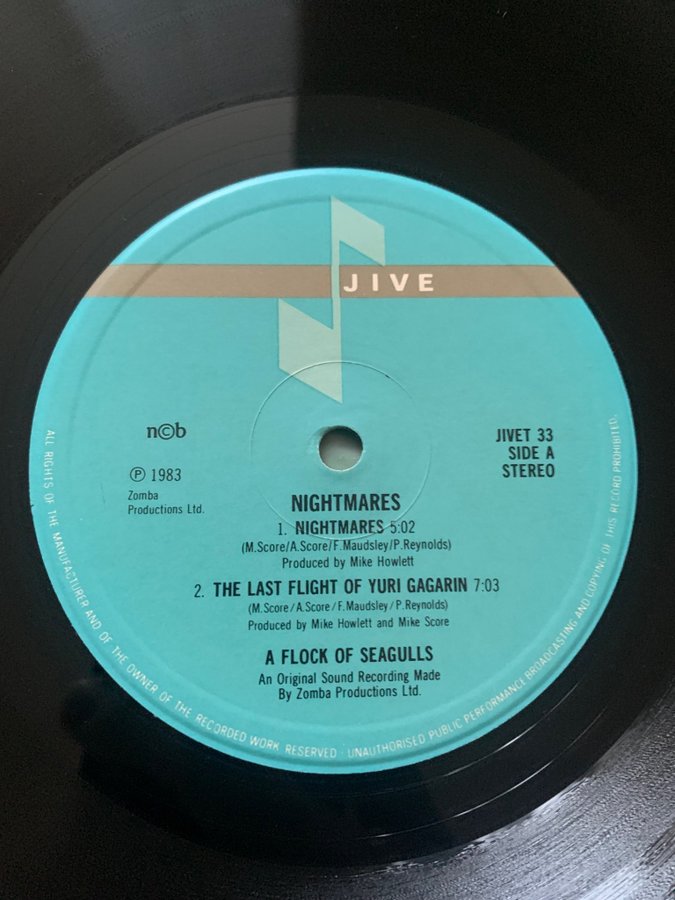 JIVE
n©b
℗ 1983
Zomba
Productions Ltd.
JIVET 33
SIDE A
STEREO
NIGHTMARES
1. NIGHTMARES 5:02
(M.Score/A.Score/F.Maudsley/P.Reynolds)
Produced by Mike Howlett
2. THE LAST FLIGHT OF YURI GAGARIN 7:03
(M.Score/A.Score/F.Maudsley/P.Reynolds)
Produced by Mike Howlett and Mike Score
A FLOCK OF SEAGULLS
An Original Sound Recording Made
By Zomba Productions Ltd.
ALL RIGHTS OF THE MANUFACTURER AND OF THE OWNER OF THE RECORDED WORK RESERVED · UNAUTHORISED PUBLIC PERFORMANCE BROADCASTING AND COPYING OF THIS RECORD PROHIBITED.